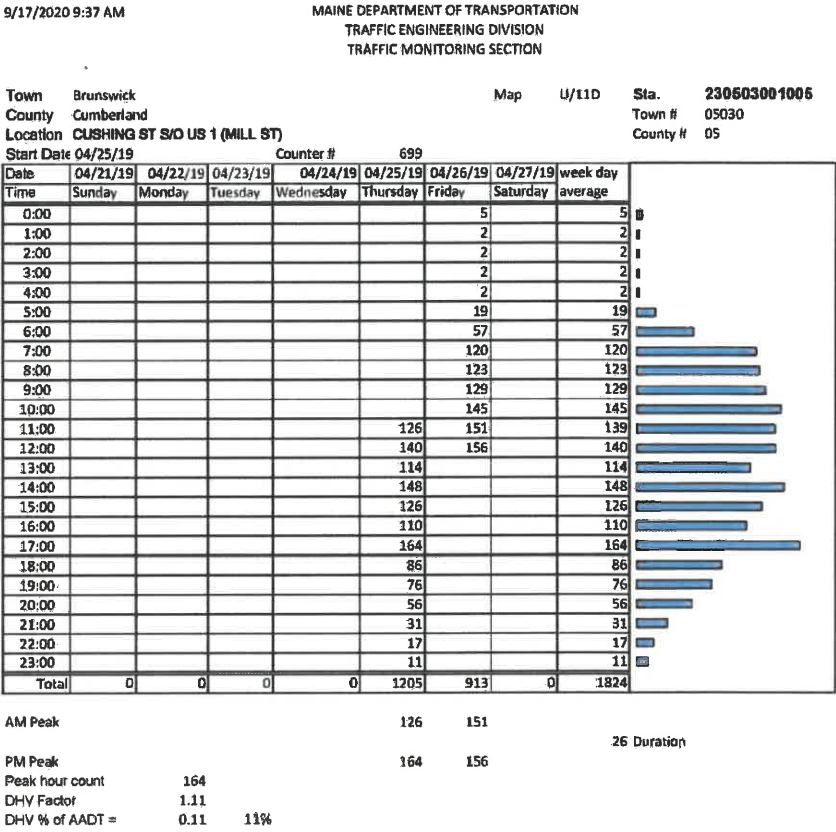 9/17/2020 9:37 AM MAINE DEPARTMENT OF TRANSPORTATION
TRAFFIC ENGINEERING DIVISION
TRAFFIC MONITORING SECTION
Town Brunswick Map U/11D Sta. 230503001005
County Cumberland Town # 05030
Location CUSHING ST S/O US 1 (MILL ST) County # 05
Start Date 04/25/19 Counter # 699
Date 04/21/19 04/22/19 04/23/19 04/24/19 04/25/19 04/26/19 04/27/19 week day
Time Sunday Monday Tuesday Wednesday Thursday Friday Saturday average
0:00 5 5
1:00 2 2
2:00 2 2
3:00 2 2
4:00 2 2
5:00 19 19
6:00 57 57
7:00 120 120
8:00 123 123
9:00 129 129
10:00 145 145
11:00 126 151 139
12:00 140 156 140
13:00 114 114
14:00 148 148
15:00 126 126
16:00 110 110
17:00 164 164
18:00 86 86
19:00 76 76
20:00 56 56
21:00 31 31
22:00 17 17
23:00 11 11
Total 0 0 0 0 1205 913 0 1824
AM Peak 126 151
26 Duration
PM Peak 164 156
Peak hour count 164
DHV Factor 1.11
DHV % of AADT = 0.11 11%